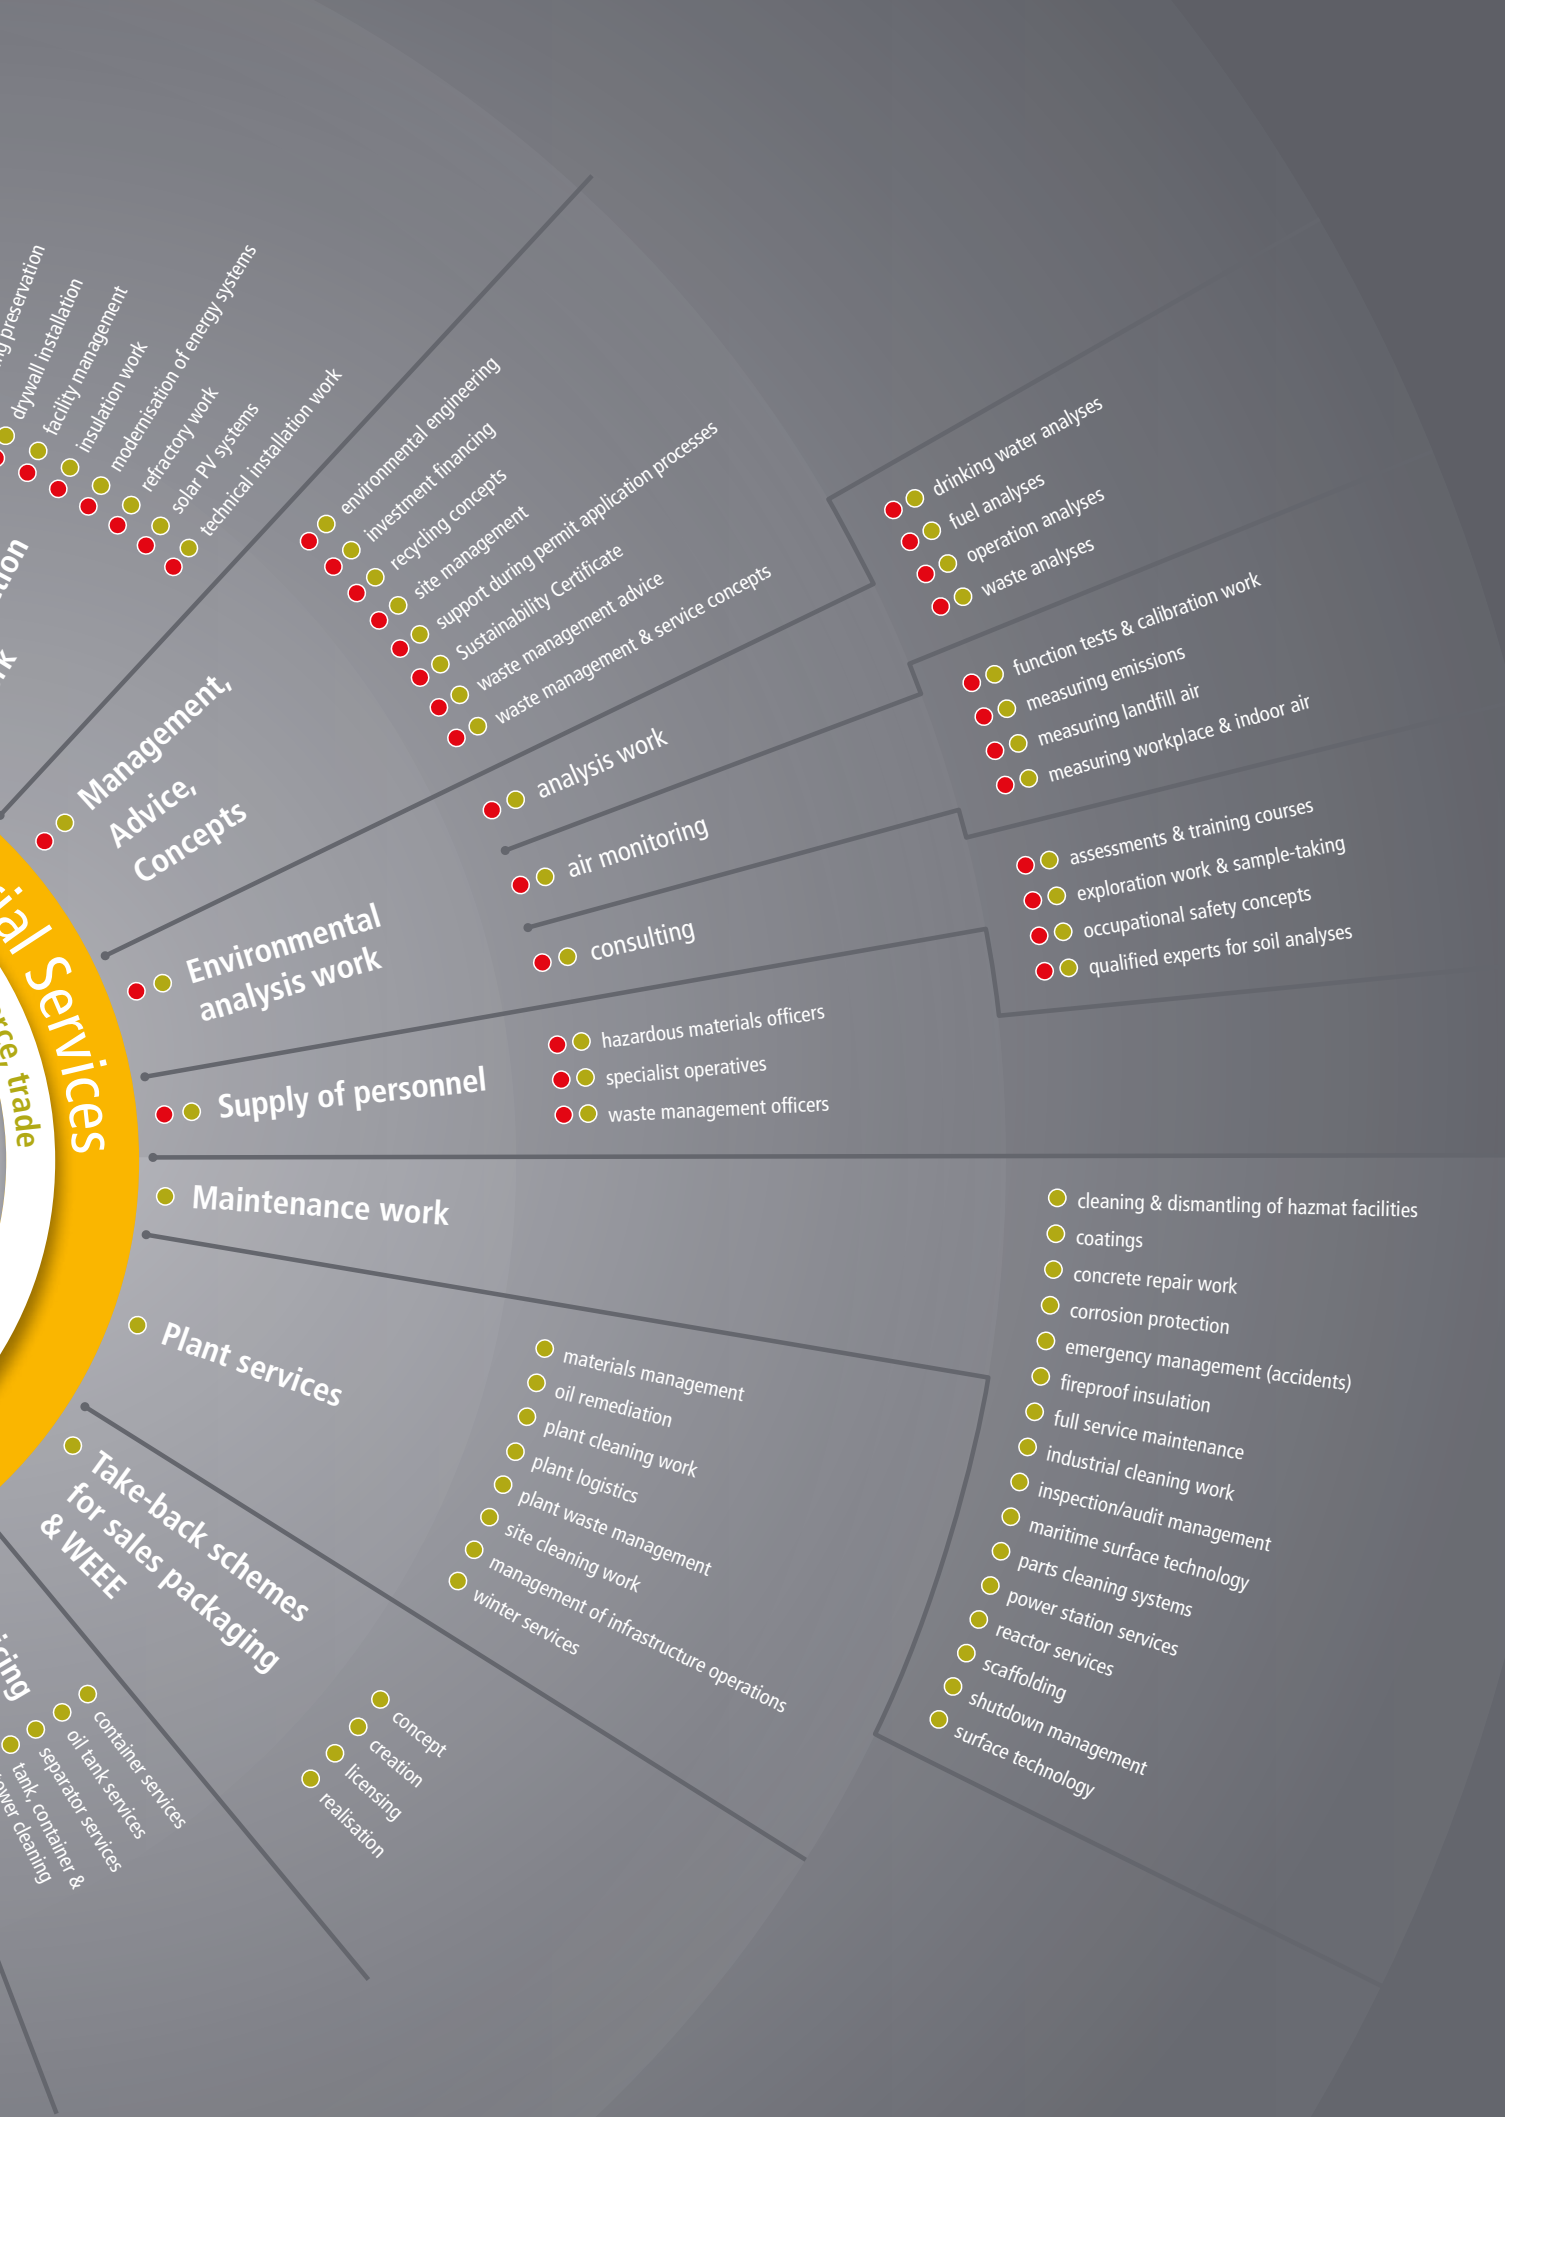 preservation
drywall installation
facility management
insulation work
modernisation of energy systems
refractory work
solar PV systems
technical installation work
Management,
Advice,
Concepts
environmental engineering
investment financing
recycling concepts
site management
support during permit application processes
Sustainability Certificate
waste management advice
waste management & service concepts
Environmental
analysis work
analysis work
drinking water analyses
fuel analyses
operation analyses
waste analyses
air monitoring
function tests & calibration work
measuring emissions
measuring landfill air
measuring workplace & indoor air
consulting
assessments & training courses
exploration work & sample-taking
occupational safety concepts
qualified experts for soil analyses
Services
trade
Supply of personnel
hazardous materials officers
specialist operatives
waste management officers
Maintenance work
cleaning & dismantling of hazmat facilities
coatings
concrete repair work
corrosion protection
emergency management (accidents)
fireproof insulation
full service maintenance
industrial cleaning work
inspection/audit management
maritime surface technology
parts cleaning systems
power station services
reactor services
scaffolding
shutdown management
surface technology
Plant services
materials management
oil remediation
plant cleaning work
plant logistics
plant waste management
site cleaning work
management of infrastructure operations
winter services
Take-back schemes
for sales packaging
& WEEE
concept
creation
licensing
realisation
container services
oil tank services
separator services
tank, container &
cleaning